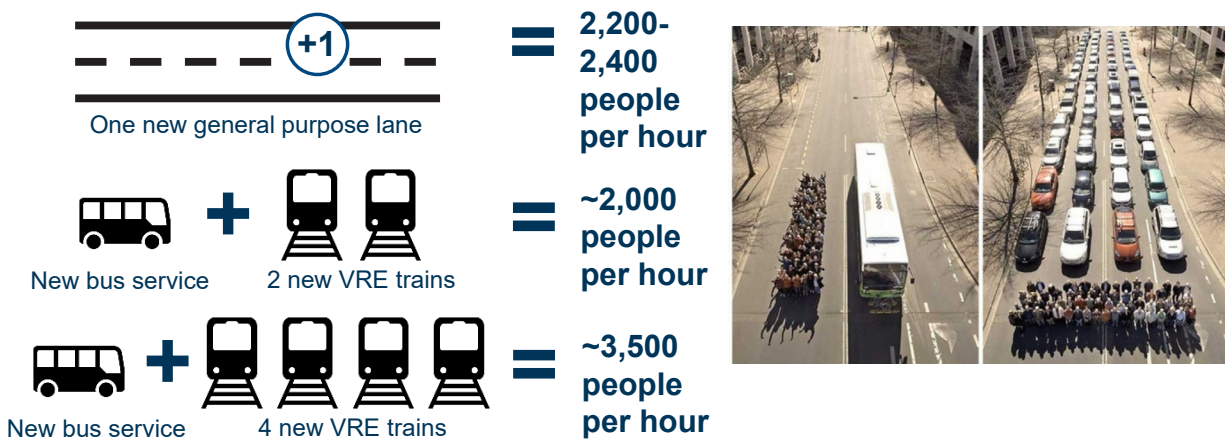 +1
One new general purpose lane
=
2,200-
2,400
people
per hour
+
=
New bus service
2 new VRE trains
~2,000
people
per hour
+
=
New bus service
4 new VRE trains
~3,500
people
per hour